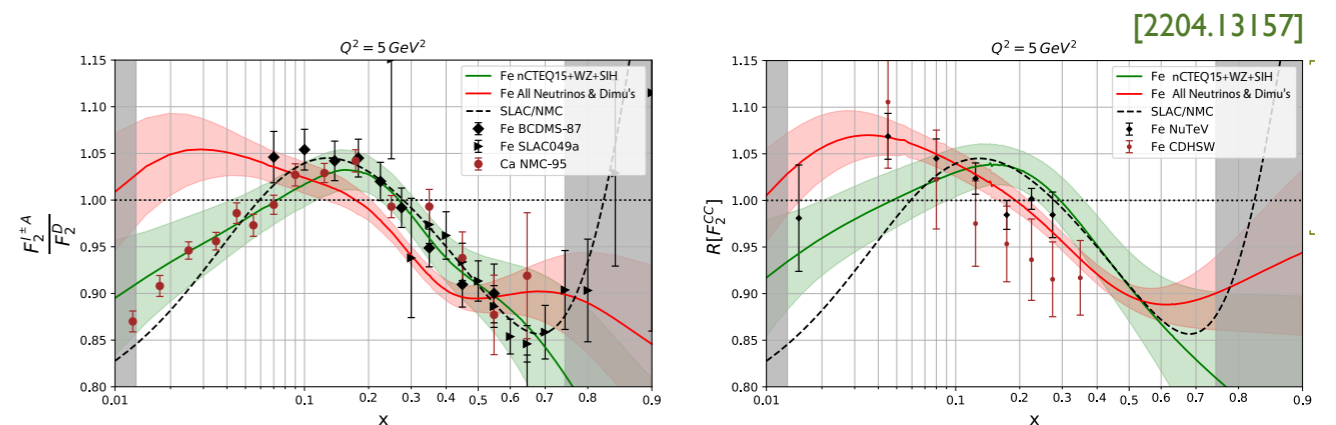 [2204.13157]
Q² = 5 GeV²
1.15
1.10
1.05
1.00
0.95
0.90
0.85
0.80
F₂^{l±A}
F₂^D
Fe nCTEQ15+WZ+SIH
Fe All Neutrinos & Dimu's
SLAC/NMC
Fe BCDMS-87
Fe SLAC049a
Ca NMC-95
0.01 0.1 0.2 0.3 0.4 0.5 0.6 0.7 0.8 0.9
x
Q² = 5 GeV²
1.15
1.10
1.05
1.00
0.95
0.90
0.85
0.80
R[F₂^{CC}]
Fe nCTEQ15+WZ+SIH
Fe All Neutrinos & Dimu's
SLAC/NMC
Fe NuTeV
Fe CDHSW
0.01 0.1 0.2 0.3 0.4 0.5 0.6 0.7 0.9
x